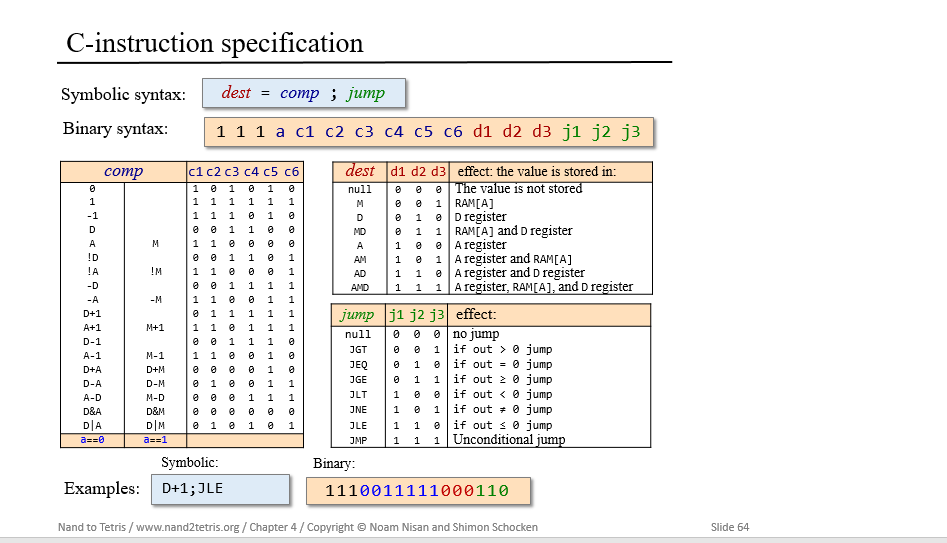 C-instruction specification
Symbolic syntax: dest = comp ; jump
Binary syntax: 1 1 1 a c1 c2 c3 c4 c5 c6 d1 d2 d3 j1 j2 j3
comp c1 c2 c3 c4 c5 c6
0 1 0 1 0 1 0
1 1 1 1 1 1 1
-1 1 1 1 0 1 0
D 0 0 1 1 0 0
A M 1 1 0 0 0 0
!D 0 0 1 1 0 1
!A !M 1 1 0 0 0 1
-D 0 0 1 1 1 1
-A -M 1 1 0 0 1 1
D+1 0 1 1 1 1 1
A+1 M+1 1 1 0 1 1 1
D-1 0 0 1 1 1 0
A-1 M-1 1 1 0 0 1 0
D+A D+M 0 0 0 0 1 0
D-A D-M 0 1 0 0 1 1
A-D M-D 0 0 0 1 1 1
D&A D&M 0 0 0 0 0 0
D|A D|M 0 1 0 1 0 1
a==0 a==1
dest d1 d2 d3 effect: the value is stored in:
null 0 0 0 The value is not stored
M 0 0 1 RAM[A]
D 0 1 0 D register
MD 0 1 1 RAM[A] and D register
A 1 0 0 A register
AM 1 0 1 A register and RAM[A]
AD 1 1 0 A register and D register
AMD 1 1 1 A register, RAM[A], and D register
jump j1 j2 j3 effect:
null 0 0 0 no jump
JGT 0 0 1 if out > 0 jump
JEQ 0 1 0 if out = 0 jump
JGE 0 1 1 if out ≥ 0 jump
JLT 1 0 0 if out < 0 jump
JNE 1 0 1 if out ≠ 0 jump
JLE 1 1 0 if out ≤ 0 jump
JMP 1 1 1 Unconditional jump
Symbolic: Binary:
Examples: D+1;JLE 1110011111000110
Nand to Tetris / www.nand2tetris.org / Chapter 4 / Copyright © Noam Nisan and Shimon Schocken Slide 64